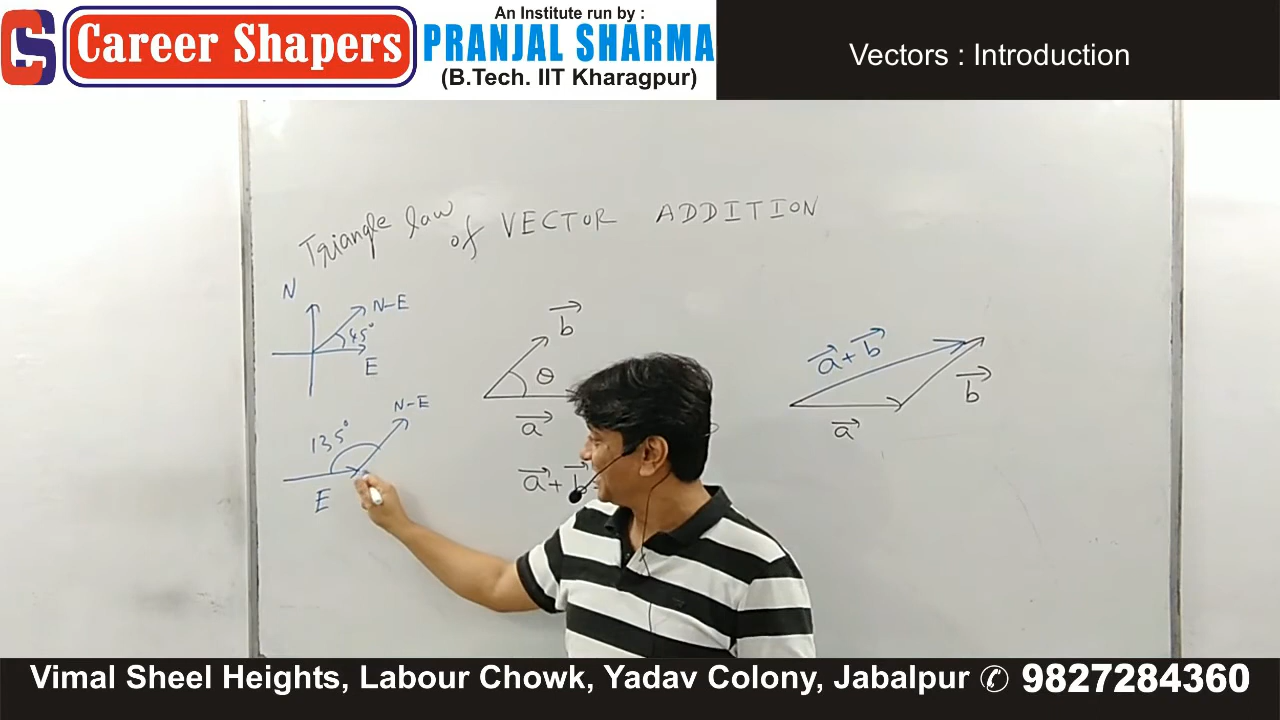 CS Career Shapers
An Institute run by :
PRANJAL SHARMA
(B.Tech. IIT Kharagpur)
Vectors : Introduction
Triangle law of VECTOR ADDITION
N
N-E
45°
E
N-E
135°
E
b
θ
a
a + b
a + b
b
a
Vimal Sheel Heights, Labour Chowk, Yadav Colony, Jabalpur ✆ 9827284360